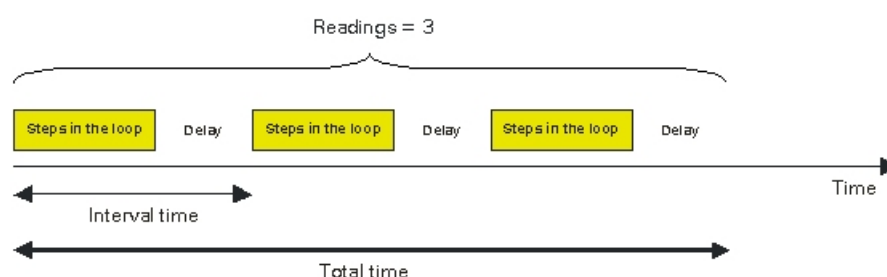 Readings = 3
Steps in the loop Delay Steps in the loop Delay Steps in the loop Delay
Time
Interval time
Total time